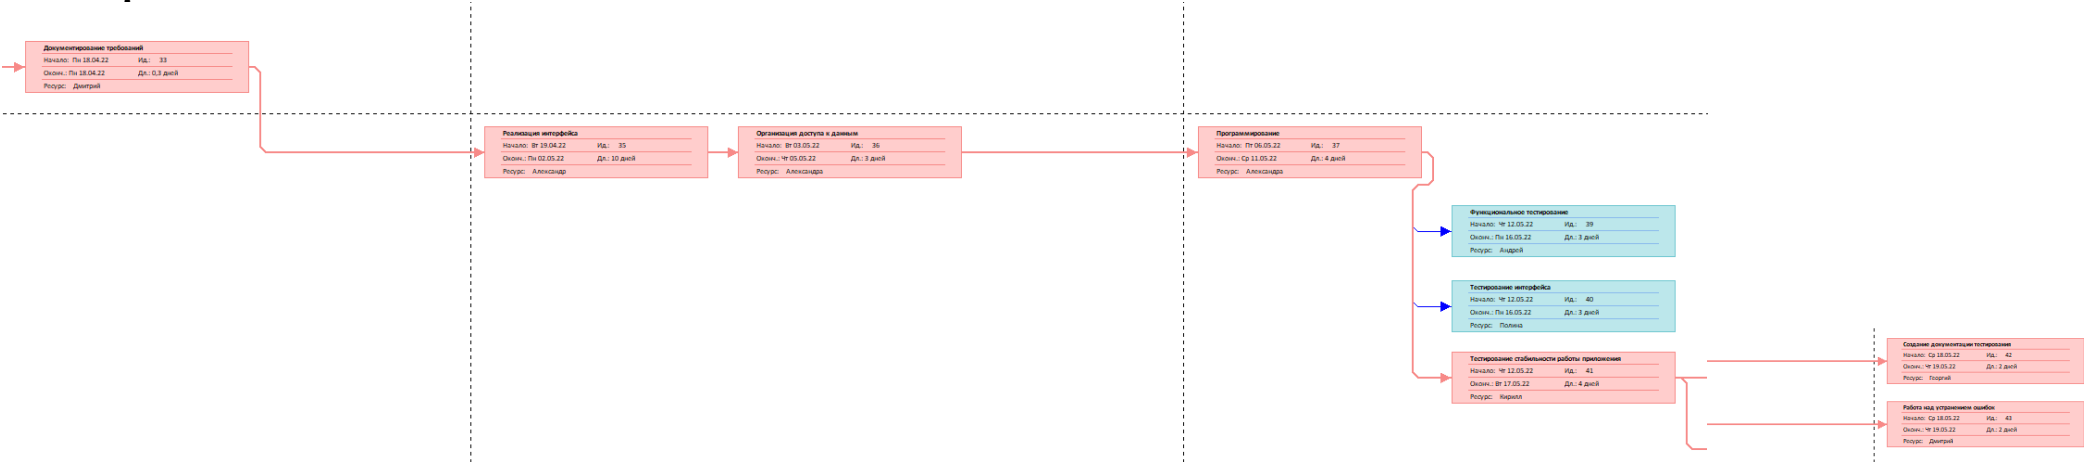 Документирование требований
Начало: Пн 18.04.22 Ид.: 33
Оконч.: Пн 18.04.22 Дл.: 0,3 дней
Ресурс: Дмитрий
Реализация интерфейса
Начало: Вт 19.04.22 Ид.: 35
Оконч.: Пн 02.05.22 Дл.: 10 дней
Ресурс: Александр
Организация доступа к данным
Начало: Вт 03.05.22 Ид.: 36
Оконч.: Чт 05.05.22 Дл.: 3 дней
Ресурс: Александра
Программирование
Начало: Пт 06.05.22 Ид.: 37
Оконч.: Ср 11.05.22 Дл.: 4 дней
Ресурс: Александра
Функциональное тестирование
Начало: Чт 12.05.22 Ид.: 39
Оконч.: Пн 16.05.22 Дл.: 3 дней
Ресурс: Андрей
Тестирование интерфейса
Начало: Чт 12.05.22 Ид.: 40
Оконч.: Пн 16.05.22 Дл.: 3 дней
Ресурс: Полина
Тестирование стабильности работы приложения
Начало: Чт 12.05.22 Ид.: 41
Оконч.: Вт 17.05.22 Дл.: 4 дней
Ресурс: Кирилл
Создание документации тестирования
Начало: Ср 18.05.22 Ид.: 42
Оконч.: Чт 19.05.22 Дл.: 2 дней
Ресурс: Георгий
Работа над устранением ошибок
Начало: Ср 18.05.22 Ид.: 43
Оконч.: Чт 19.05.22 Дл.: 2 дней
Ресурс: Дмитрий